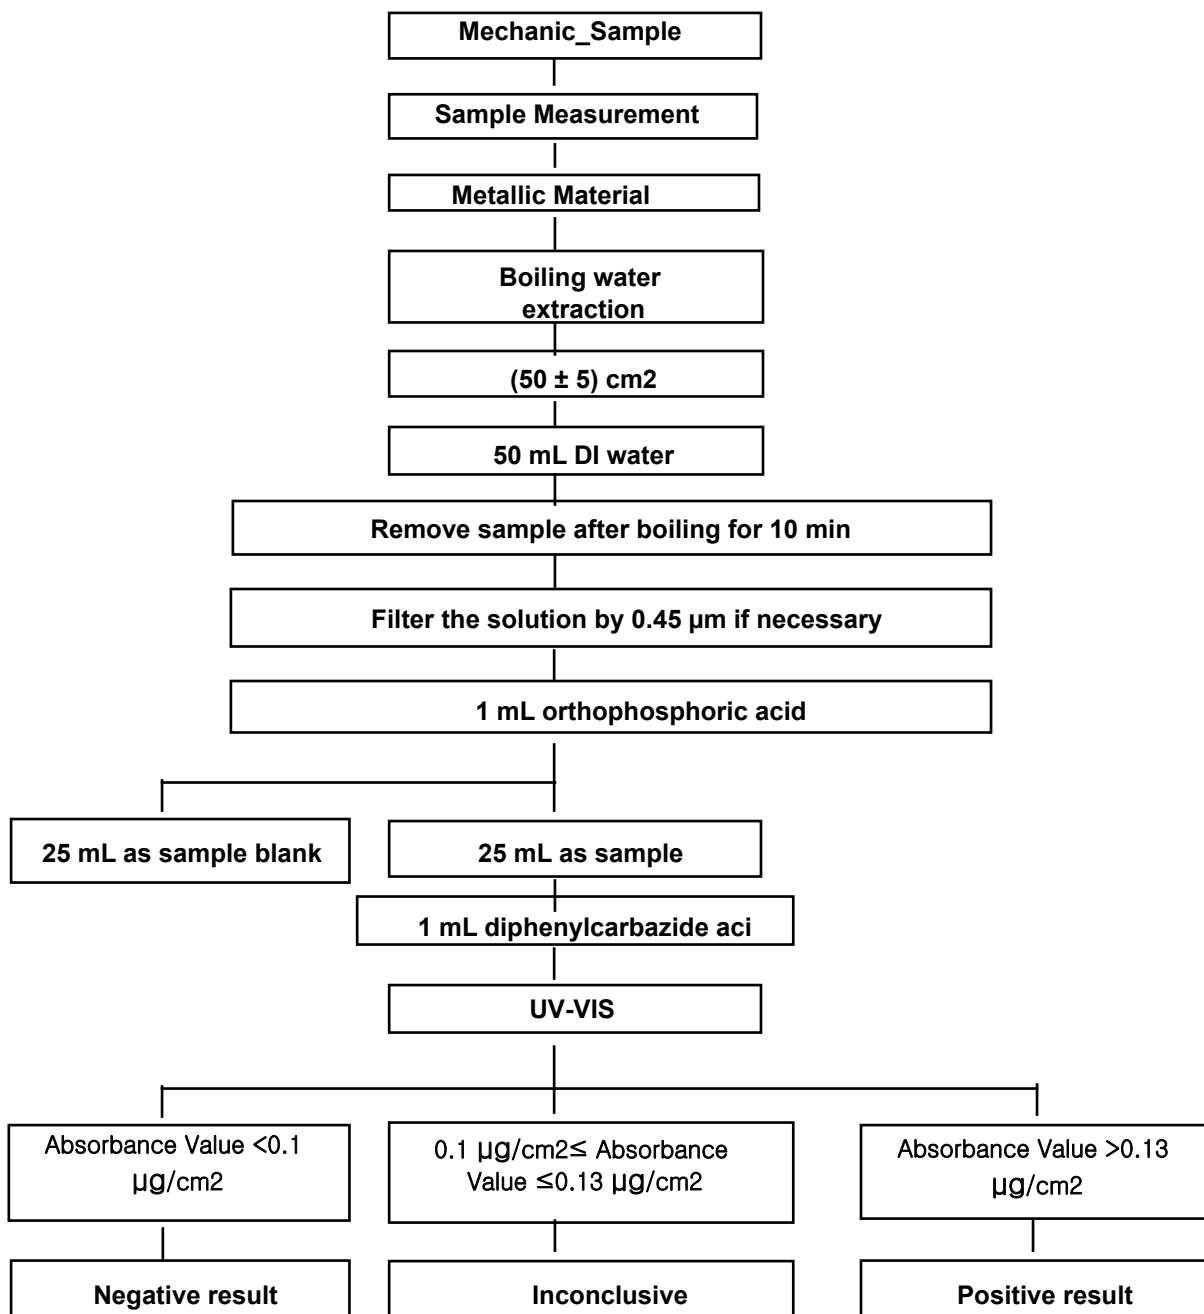 Mechanic_Sample
Sample Measurement
Metallic Material
Boiling water
extraction
(50 ± 5) cm2
50 mL DI water
Remove sample after boiling for 10 min
Filter the solution by 0.45 µm if necessary
1 mL orthophosphoric acid
25 mL as sample blank
25 mL as sample
1 mL diphenylcarbazide aci
UV-VIS
Absorbance Value <0.1
µg/cm2
0.1 µg/cm2≤ Absorbance
Value ≤0.13 µg/cm2
Absorbance Value >0.13
µg/cm2
Negative result
Inconclusive
Positive result